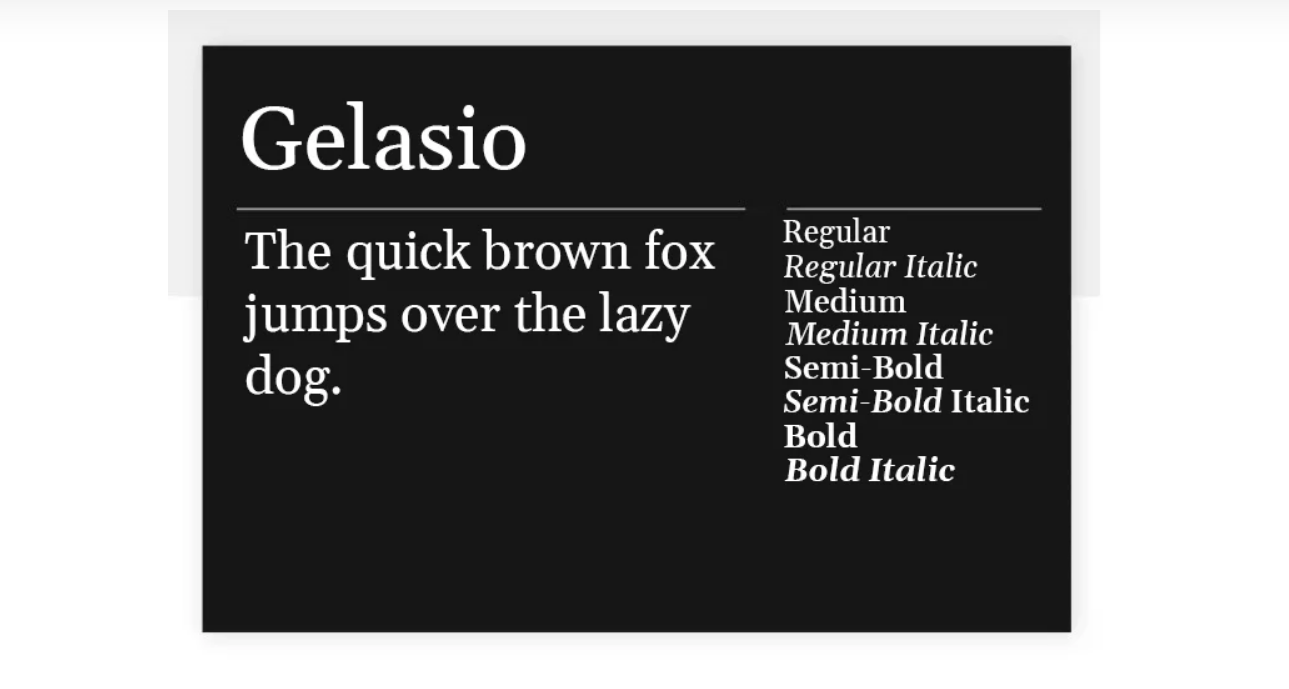 Gelasio
The quick brown fox
jumps over the lazy
dog.
Regular
Regular Italic
Medium
Medium Italic
Semi-Bold
Semi-Bold Italic
Bold
Bold Italic